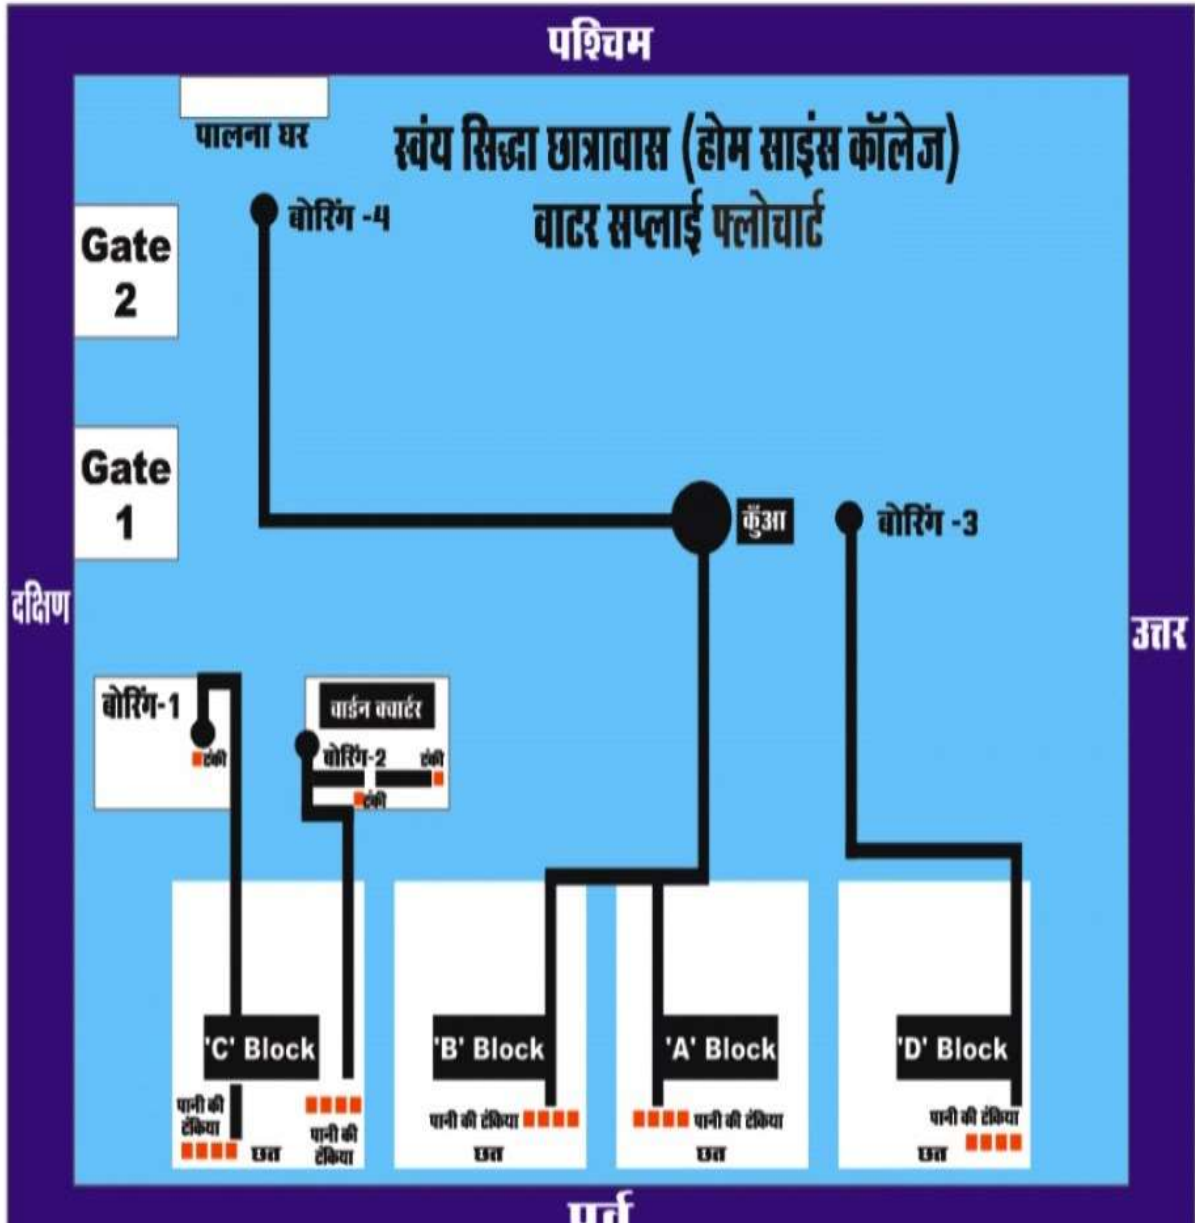 पश्चिम
पालना घर
स्वंय सिद्धा छात्रावास (होम साइंस कॉलेज)
वाटर सप्लाई फ्लोचार्ट
बोरिंग -4
Gate
2
Gate
1
कुँआ
बोरिंग -3
दक्षिण
उत्तर
बोरिंग-1
टंकी
वार्डन क्वार्टर
बोरिंग-2
टंकी
टंकी
'C' Block
'B' Block
'A' Block
'D' Block
पानी की
टंकिया
छत
पानी की
टंकिया
पानी की टंकिया
छत
पानी की टंकिया
छत
पानी की टंकिया
छत
पूर्व